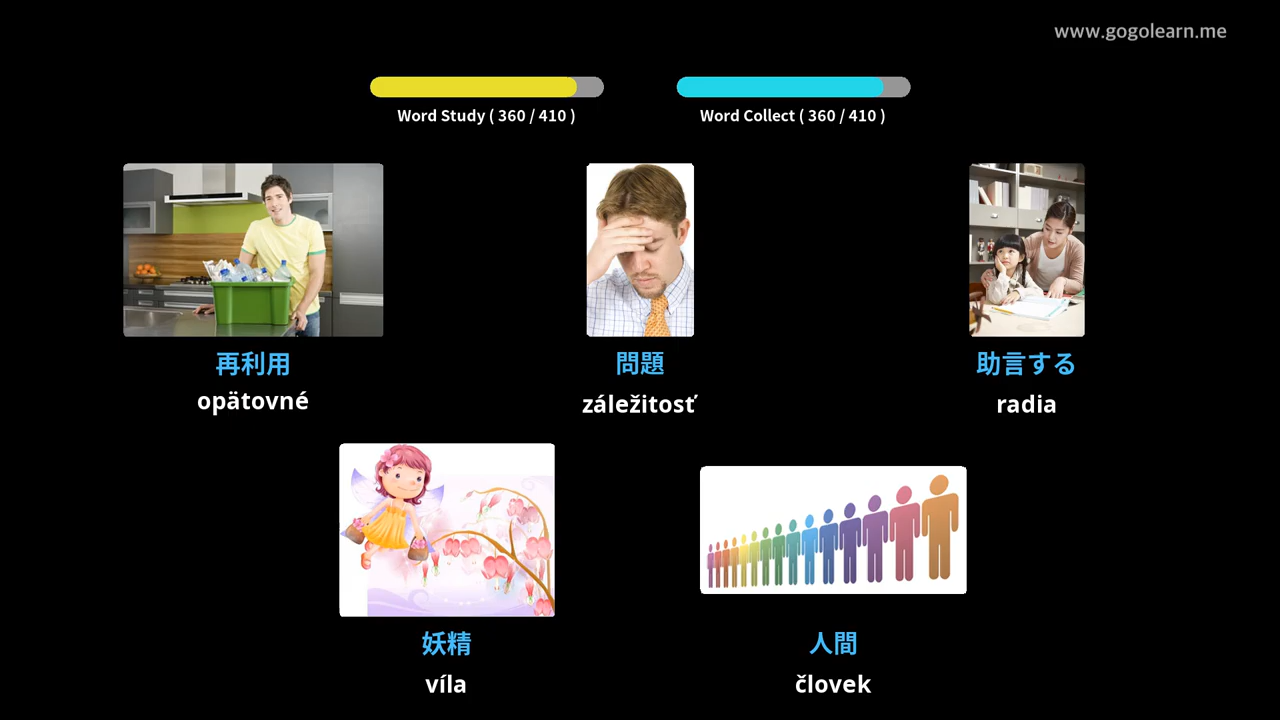 www.gogolearn.me
Word Study ( 360 / 410 )
Word Collect ( 360 / 410 )
再利用
opätovné
問題
záležitosť
助言する
radia
妖精
víla
人間
človek